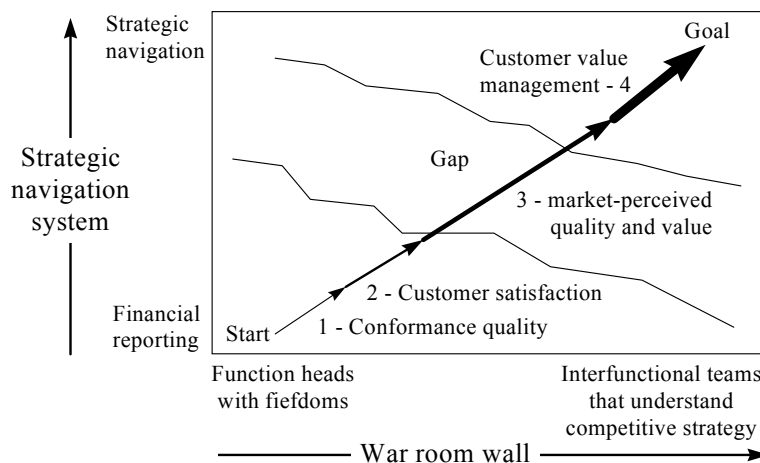 Strategic
navigation
Goal
Customer value
management - 4
Strategic
navigation
system
Gap
3 - market-perceived
quality and value
2 - Customer satisfaction
1 - Conformance quality
Start
Financial
reporting
Function heads
with fiefdoms
Interfunctional teams
that understand
competitive strategy
War room wall